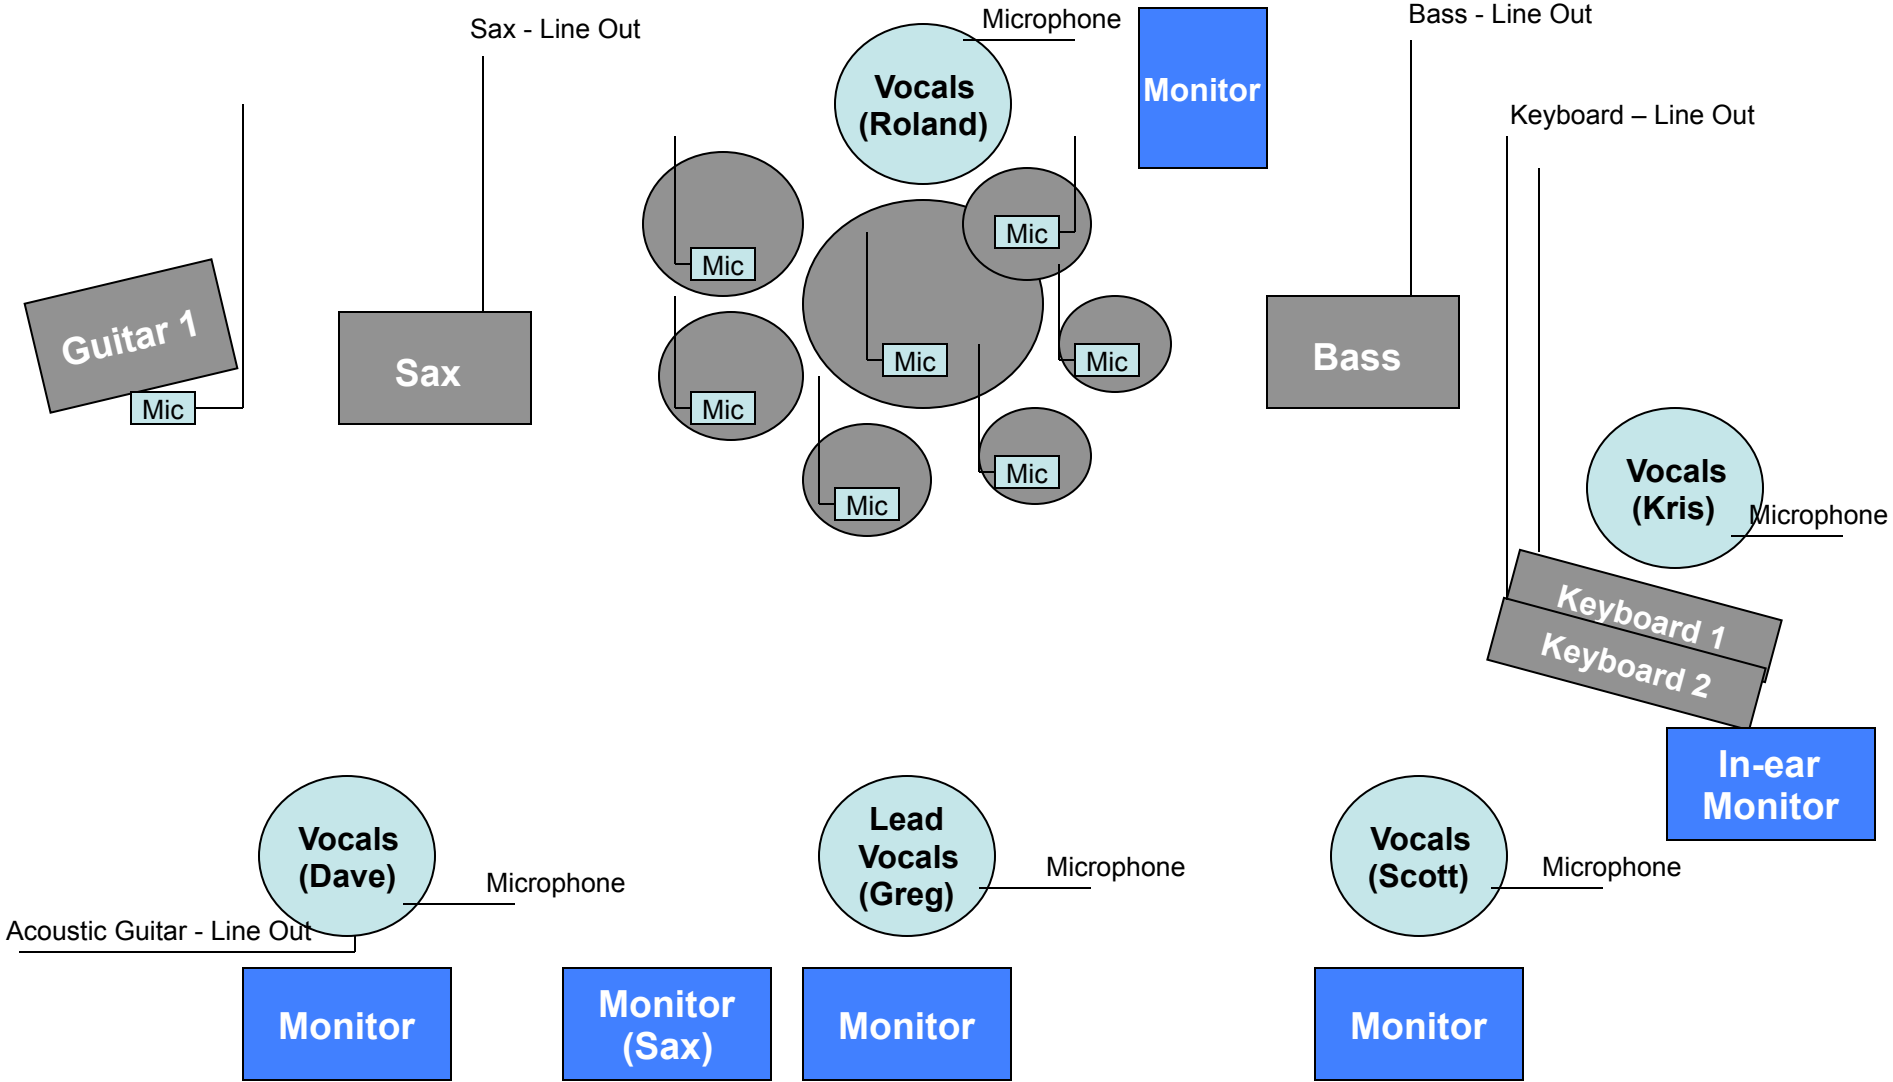 Sax - Line Out
Microphone
Bass - Line Out
Vocals
(Roland)
Monitor
Keyboard – Line Out
Mic
Mic
Guitar 1
Mic
Sax
Mic
Mic
Mic
Bass
Mic
Mic
Vocals
(Kris)
Microphone
Keyboard 1
Keyboard 2
In-ear
Monitor
Vocals
(Dave)
Microphone
Acoustic Guitar - Line Out
Lead
Vocals
(Greg)
Microphone
Vocals
(Scott)
Microphone
Monitor
Monitor
(Sax)
Monitor
Monitor